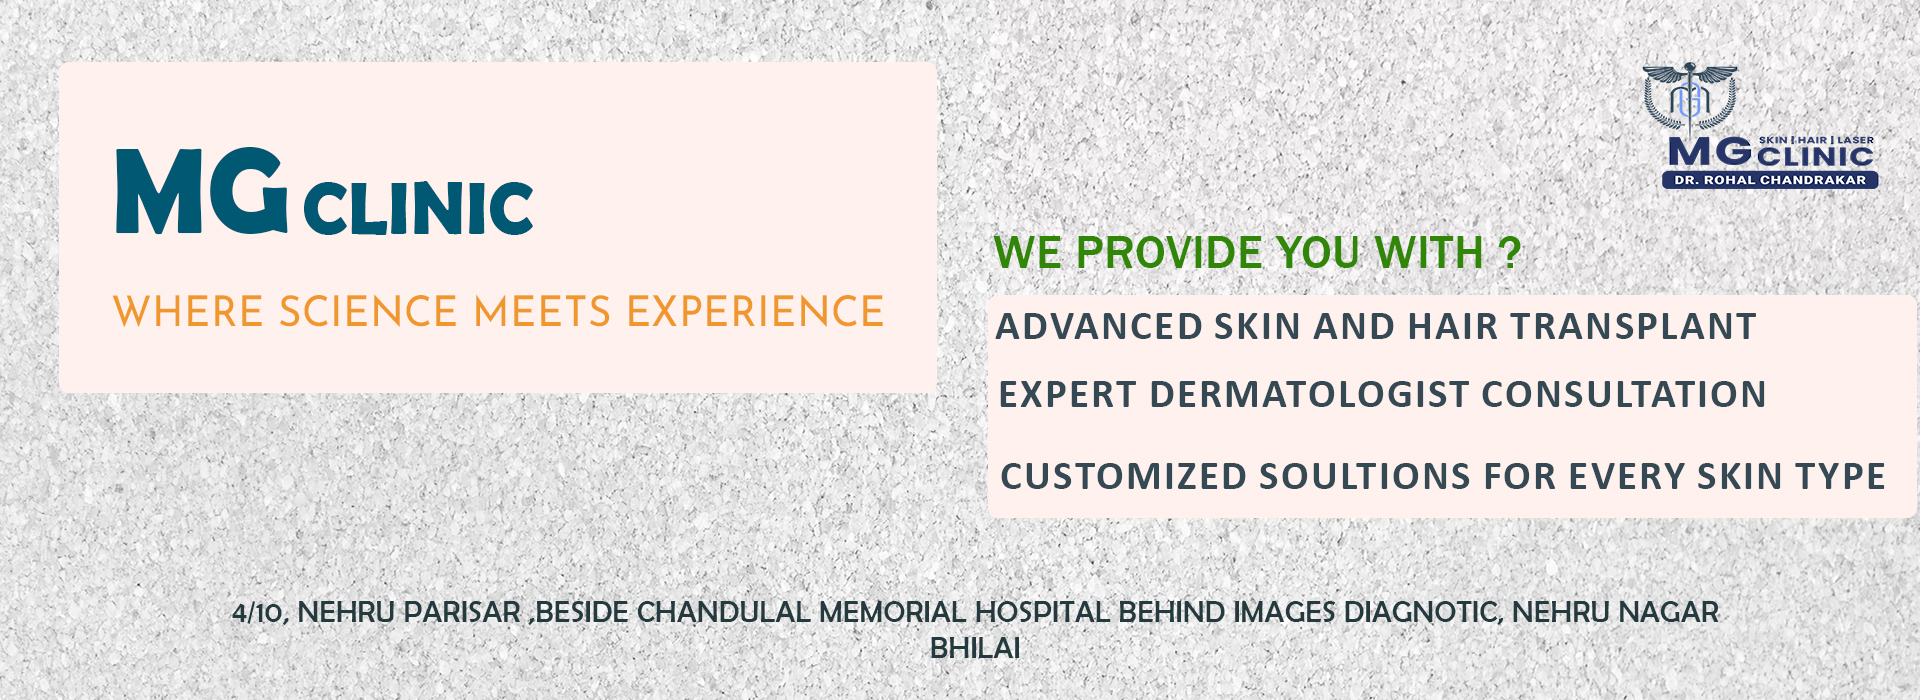 MG CLINIC
WHERE SCIENCE MEETS EXPERIENCE
SKIN | HAIR | LASER
MG CLINIC
DR. ROHAL CHANDRAKAR
WE PROVIDE YOU WITH ?
ADVANCED SKIN AND HAIR TRANSPLANT
EXPERT DERMATOLOGIST CONSULTATION
CUSTOMIZED SOULTIONS FOR EVERY SKIN TYPE
4/10, NEHRU PARISAR ,BESIDE CHANDULAL MEMORIAL HOSPITAL BEHIND IMAGES DIAGNOTIC, NEHRU NAGAR
BHILAI